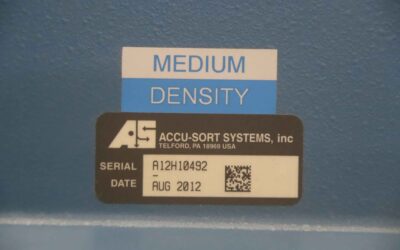 MEDIUM
DENSITY
AS ACCU-SORT SYSTEMS, inc
TELFORD, PA 18969 USA
SERIAL A12H10492
-
DATE AUG 2012